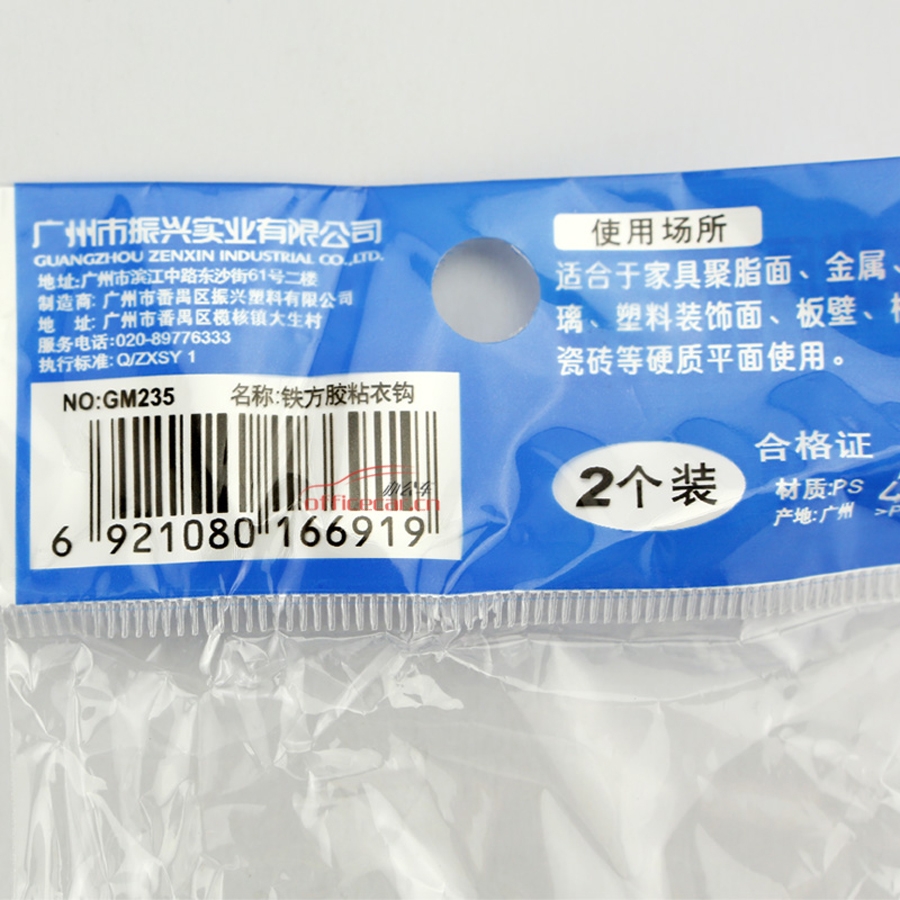 广州市振兴实业有限公司
GUANGZHOU ZENXIN INDUSTRIAL CO.,LTD.
地址:广州市滨江中路东沙街61号二楼
制造商: 广州市番禺区振兴塑料有限公司
地 址: 广州市番禺区榄核镇大生村
服务电话:020-89776333
执行标准: Q/ZXSY 1
NO:GM235 名称:铁方胶粘衣钩
办公车
officecar.cn
6 921080 166919
使用场所
适合于家具聚脂面、金属、
璃、塑料装饰面、板壁、
瓷砖等硬质平面使用。
2个装
合格证
材质:PS
产地:广州
>P